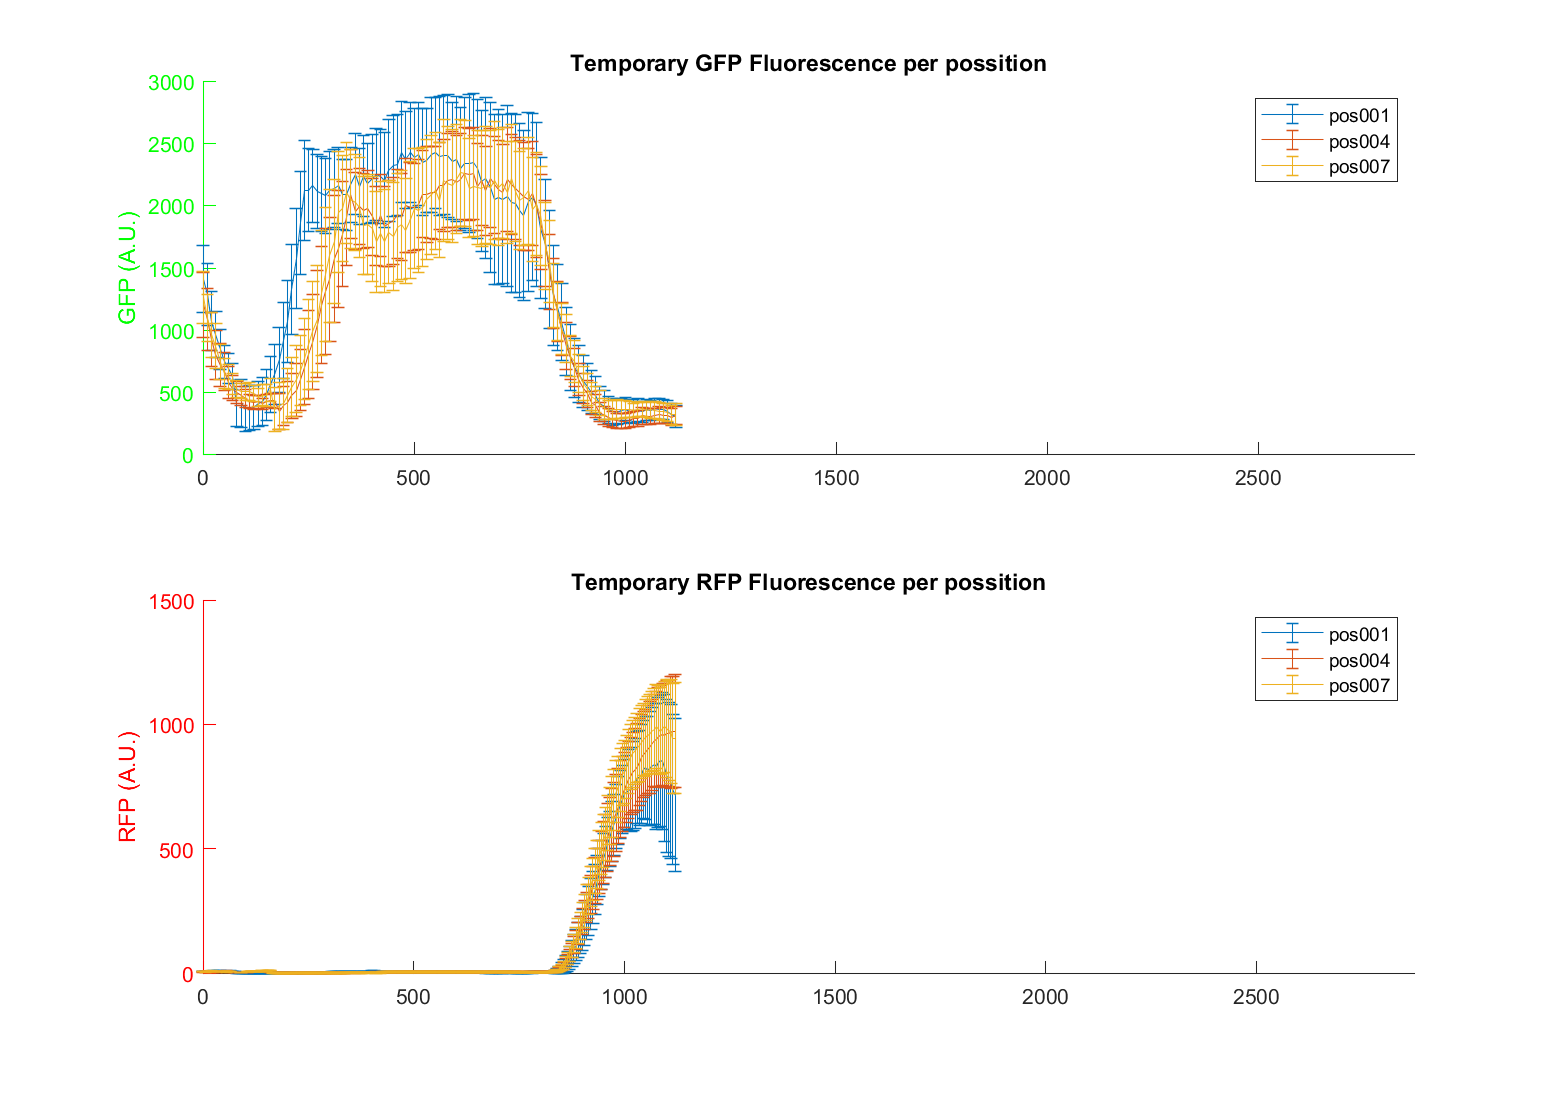 Temporary GFP Fluorescence per possition
3000
2500
2000
1500
1000
500
0
GFP (A.U.)
0 500 1000 1500 2000 2500
pos001
pos004
pos007
Temporary RFP Fluorescence per possition
1500
1000
500
0
RFP (A.U.)
0 500 1000 1500 2000 2500
pos001
pos004
pos007